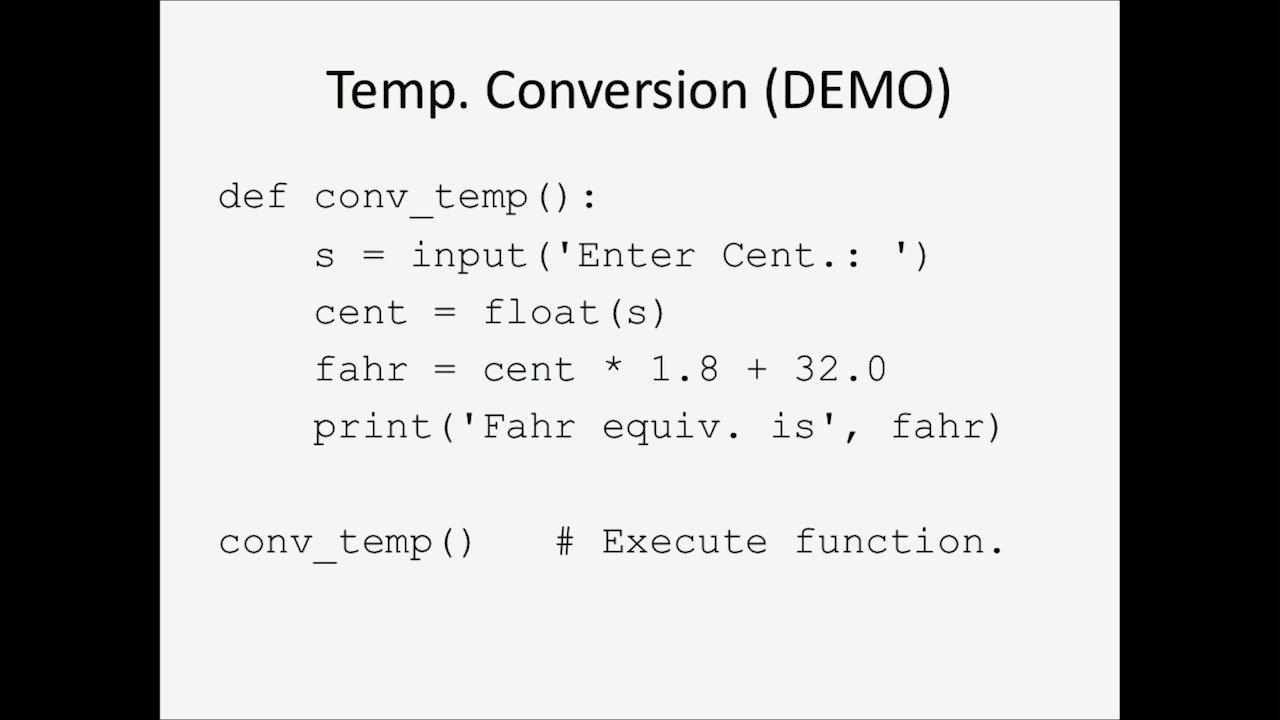 Temp. Conversion (DEMO)
def conv_temp():
    s = input('Enter Cent.: ')
    cent = float(s)
    fahr = cent * 1.8 + 32.0
    print('Fahr equiv. is', fahr)
conv_temp()   # Execute function.